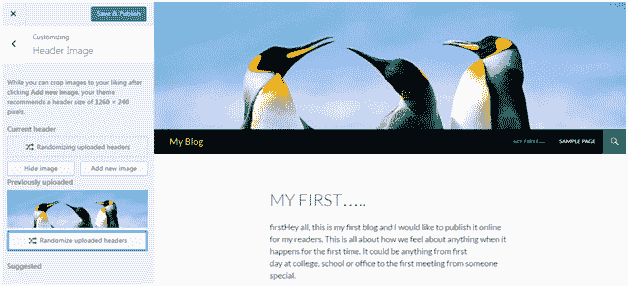 Save & Publish
Customizing
Header Image
While you can crop images to your liking after
clicking Add new image, your theme
recommends a header size of 1260 × 240
pixels.
Current header
Randomizing uploaded headers
Hide image
Add new image
Previously uploaded
Randomize uploaded headers
Suggested
My Blog
MY FIRST.....
SAMPLE PAGE
MY FIRST.....
firstHey all, this is my first blog and I would like to publish it online
for my readers. This is all about how we feel about anything when it
happens for the first time. It could be anything from first
day at college, school or office to the first meeting from someone
special.